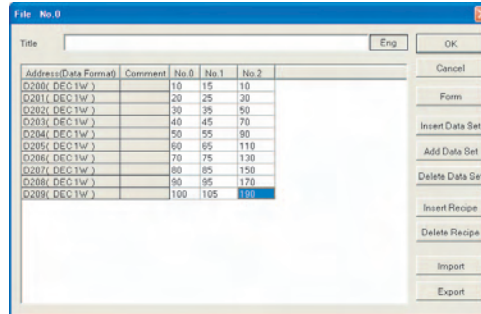 File No.0
Title Eng OK
Cancel
Address(Data Format) Comment No.0 No.1 No.2
D200( DEC1W ) 10 15 10
D201( DEC1W ) 20 25 30
D202( DEC1W ) 30 35 50
D203( DEC1W ) 40 45 70
D204( DEC1W ) 50 55 90
D205( DEC1W ) 60 65 110
D206( DEC1W ) 70 75 130
D207( DEC1W ) 80 85 150
D208( DEC1W ) 90 95 170
D209( DEC1W ) 100 105 190
Form
Insert Data Set
Add Data Set
Delete Data Se
Insert Recipe
Delete Recipe
Import
Export